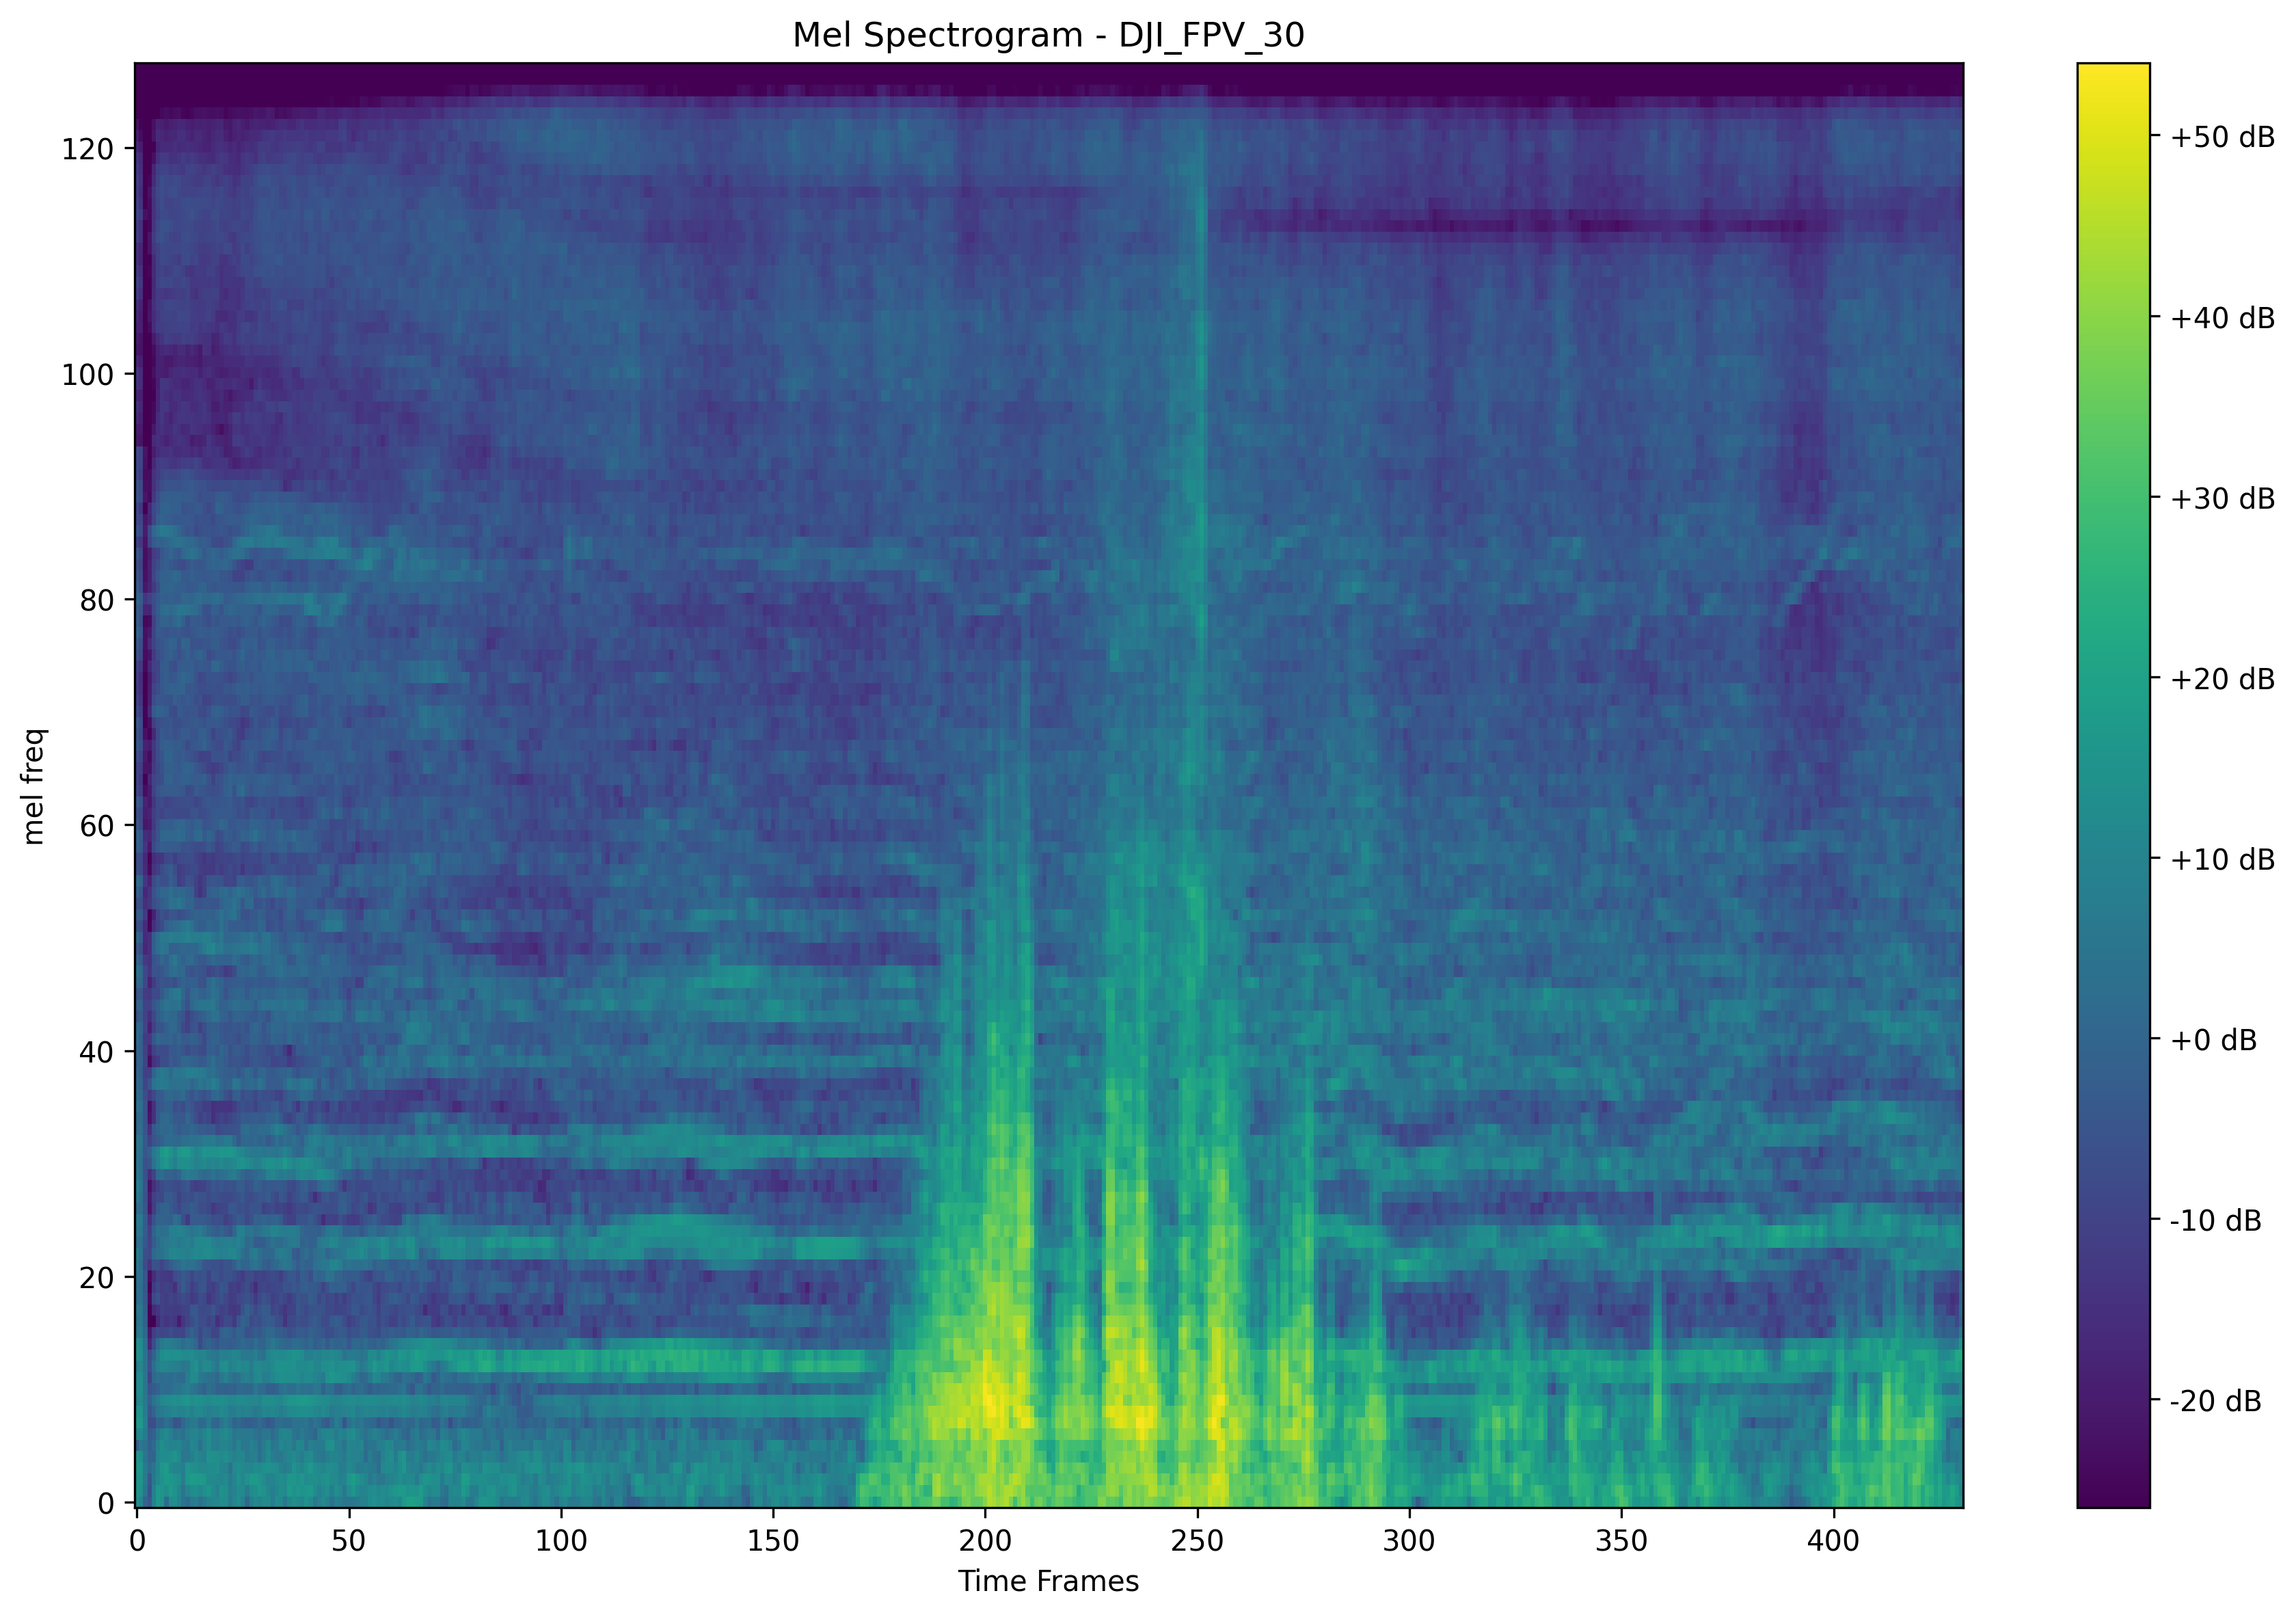 Mel Spectrogram - DJI_FPV_30
mel freq
120
100
80
60
40
20
0
0 50 100 150 200 250 300 350 400
Time Frames
+50 dB
+40 dB
+30 dB
+20 dB
+10 dB
+0 dB
-10 dB
-20 dB